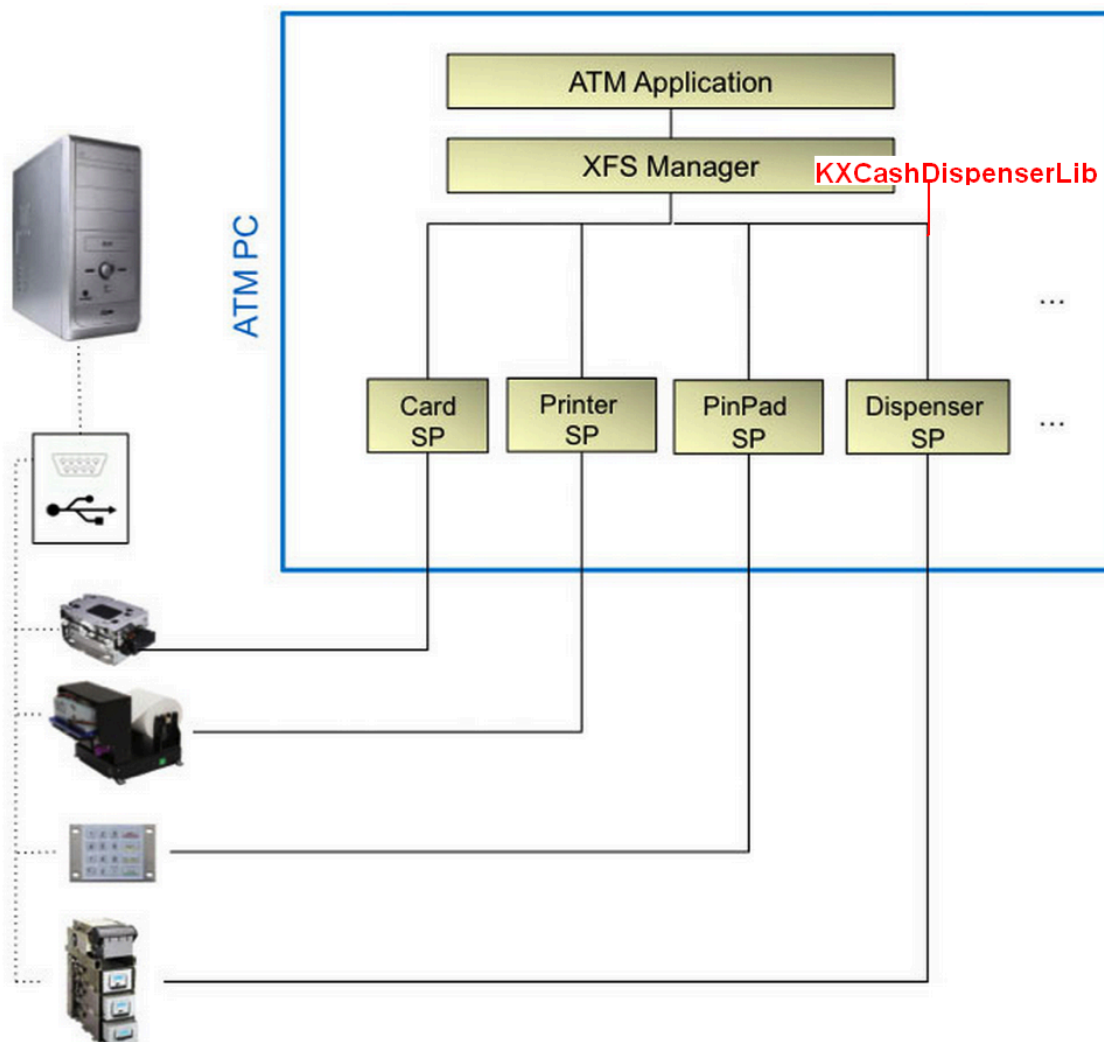 ATM Application
XFS Manager
KXCashDispenserLib
ATM PC
...
Card
SP
Printer
SP
PinPad
SP
Dispenser
SP
...